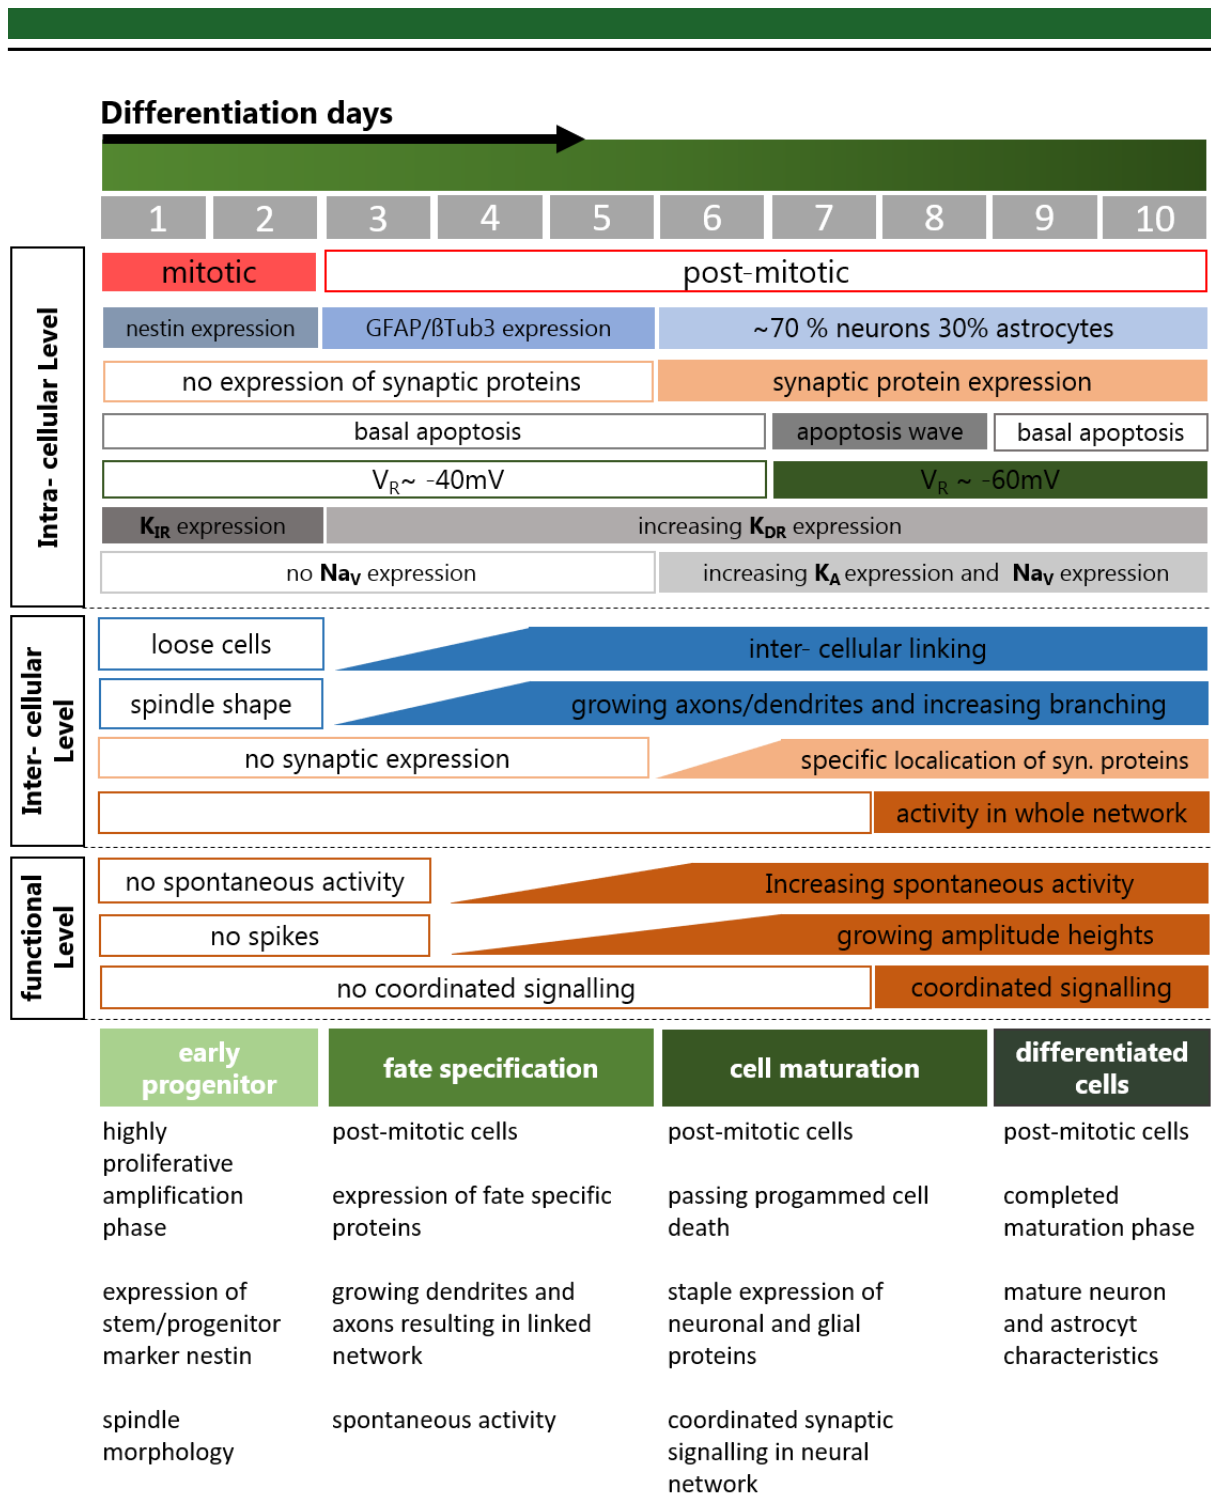 Differentiation days
1 2 3 4 5 6 7 8 9 10
Intra- cellular Level
mitotic post-mitotic
nestin expression GFAP/ßTub3 expression ~70 % neurons 30% astrocytes
no expression of synaptic proteins synaptic protein expression
basal apoptosis apoptosis wave basal apoptosis
VR~ -40mV VR ~ -60mV
KIR expression increasing KDR expression
no NaV expression increasing KA expression and NaV expression
Inter- cellular
Level
loose cells inter- cellular linking
spindle shape growing axons/dendrites and increasing branching
no synaptic expression specific localication of syn. proteins
activity in whole network
functional
Level
no spontaneous activity Increasing spontaneous activity
no spikes growing amplitude heights
no coordinated signalling coordinated signalling
early
progenitor
highly
proliferative
amplification
phase
expression of
stem/progenitor
marker nestin
spindle
morphology
fate specification
post-mitotic cells
expression of fate specific
proteins
growing dendrites and
axons resulting in linked
network
spontaneous activity
cell maturation
post-mitotic cells
passing progammed cell
death
staple expression of
neuronal and glial
proteins
coordinated synaptic
signalling in neural
network
differentiated
cells
post-mitotic cells
completed
maturation phase
mature neuron
and astrocyt
characteristics